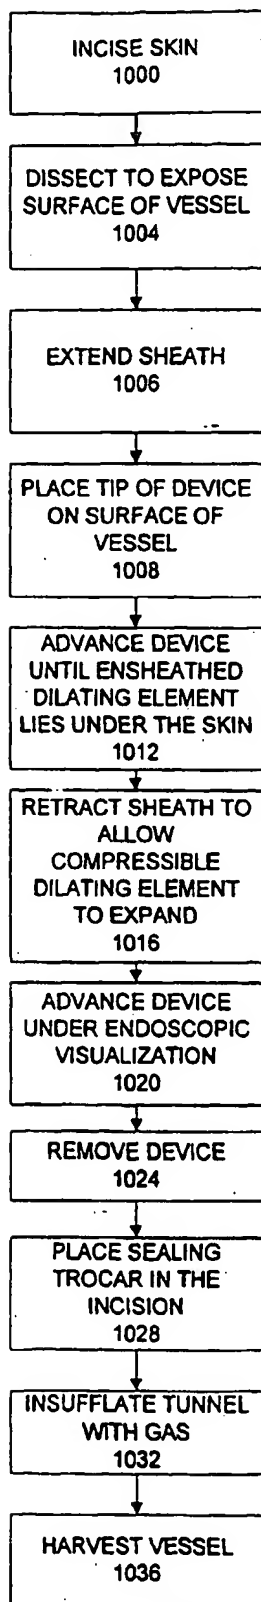 INCISE SKIN
1000
DISSECT TO EXPOSE
SURFACE OF VESSEL
1004
EXTEND SHEATH
1006
PLACE TIP OF DEVICE
ON SURFACE OF
VESSEL
1008
ADVANCE DEVICE
UNTIL ENSHEATHED
DILATING ELEMENT
LIES UNDER THE SKIN
1012
RETRACT SHEATH TO
ALLOW
COMPRESSIBLE
DILATING ELEMENT
TO EXPAND
1016
ADVANCE DEVICE
UNDER ENDOSCOPIC
VISUALIZATION
1020
REMOVE DEVICE
1024
PLACE SEALING
TROCAR IN THE
INCISION
1028
INSUFFLATE TUNNEL
WITH GAS
1032
HARVEST VESSEL
1036